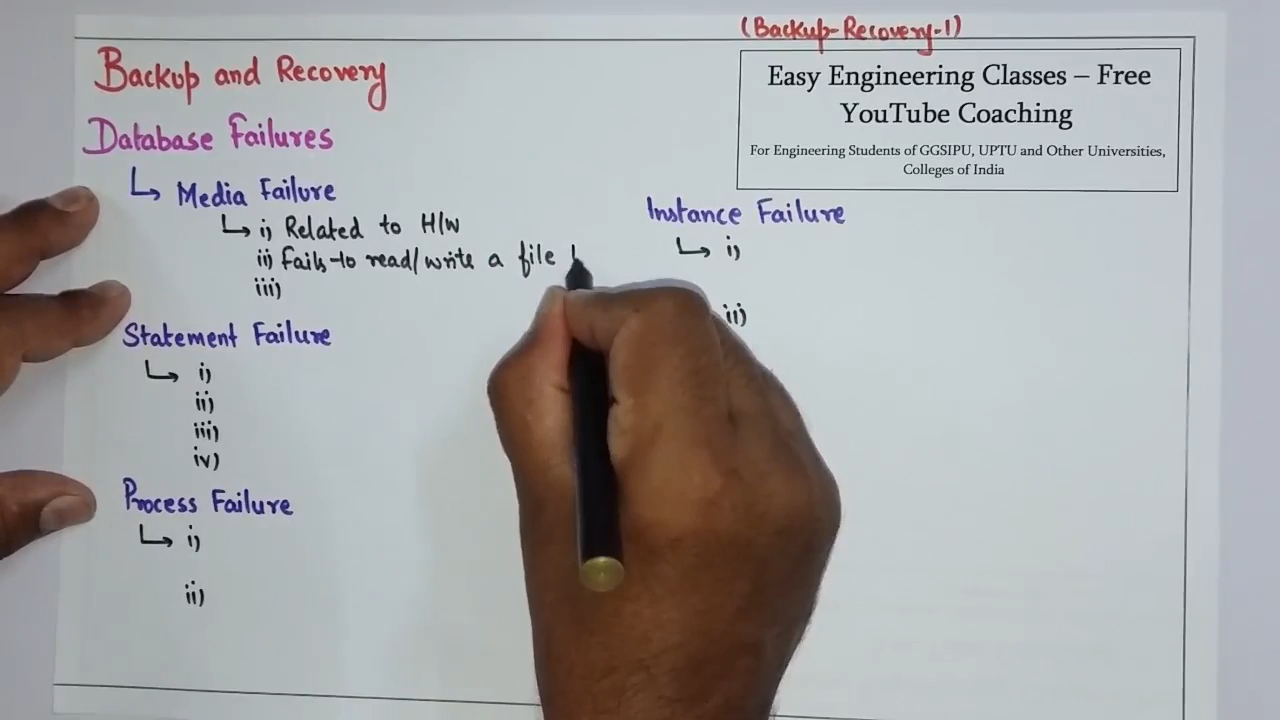 (Backup-Recovery-1)
Easy Engineering Classes – Free
YouTube Coaching
For Engineering Students of GGSIPU, UPTU and Other Universities,
Colleges of India
Backup and Recovery
Database Failures
Media Failure
i) Related to H/W
ii) Fails to read/write a file
iii)
Statement Failure
i)
ii)
iii)
iv)
Process Failure
i)
ii)
Instance Failure
i)
ii)